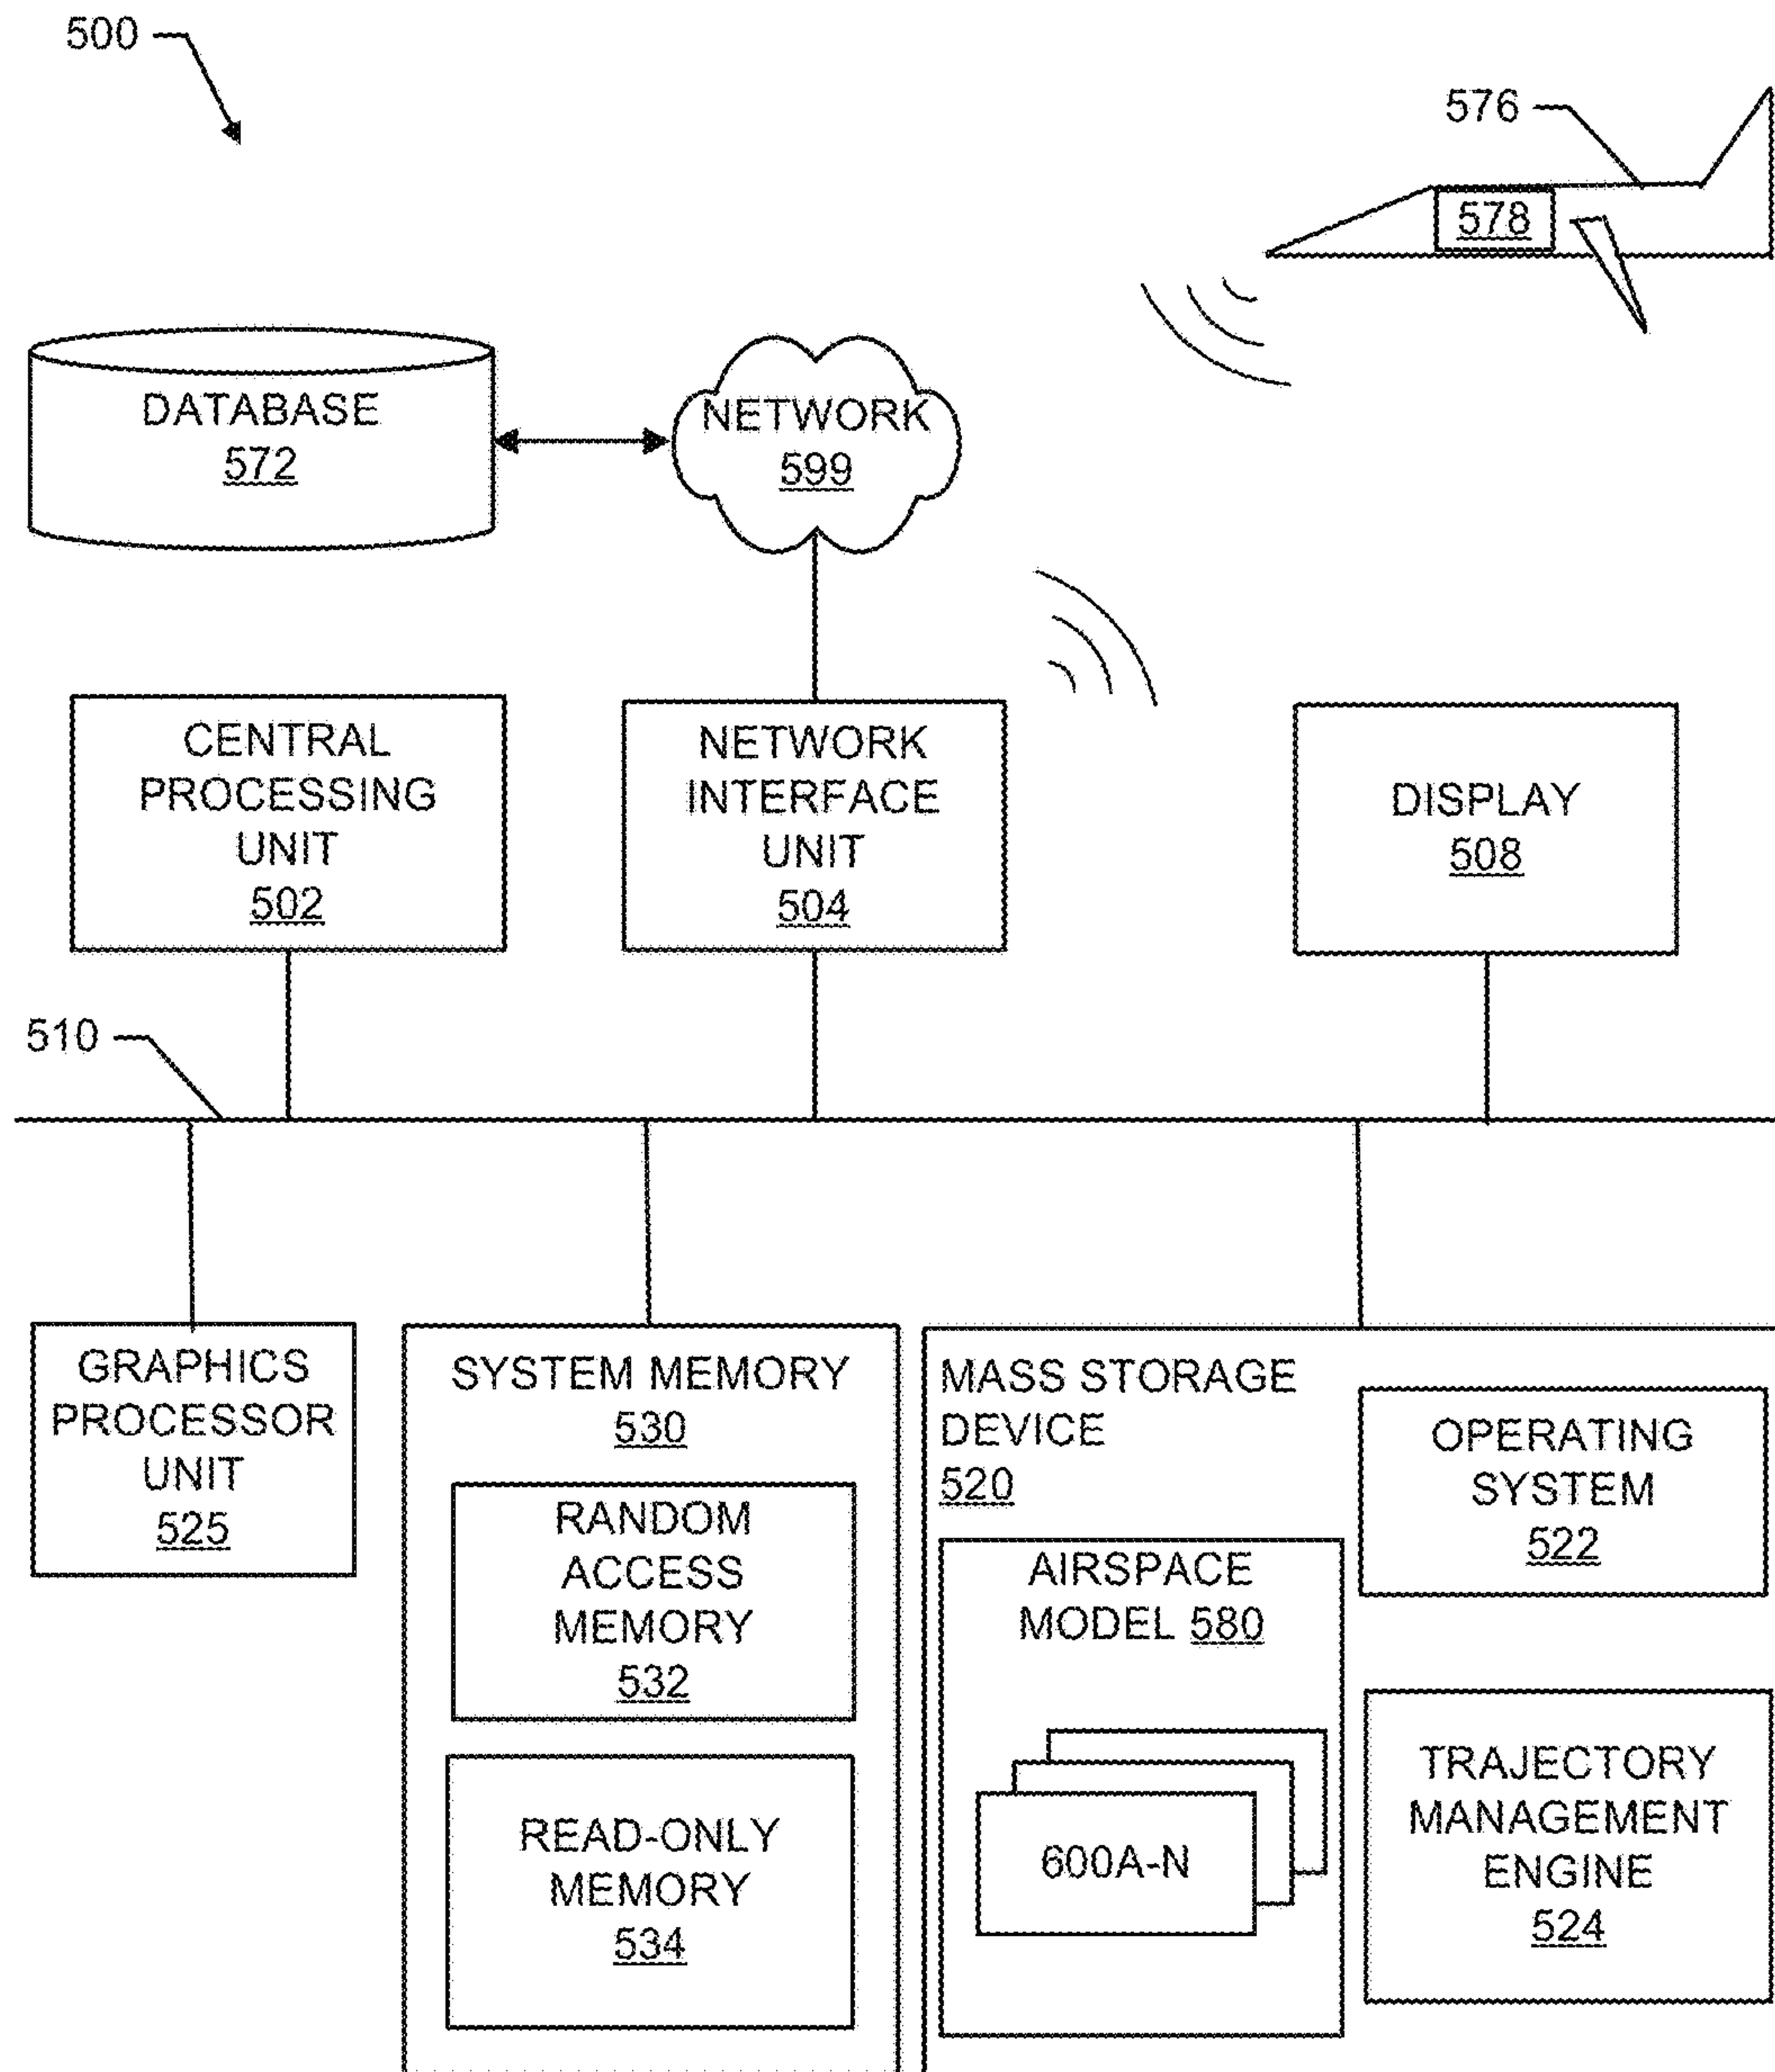 500
576
578
DATABASE
572
NETWORK
599
CENTRAL
PROCESSING
UNIT
502
NETWORK
INTERFACE
UNIT
504
DISPLAY
508
510
GRAPHICS
PROCESSOR
UNIT
525
SYSTEM MEMORY
530
RANDOM
ACCESS
MEMORY
532
READ-ONLY
MEMORY
534
MASS STORAGE
DEVICE
520
OPERATING
SYSTEM
522
AIRSPACE
MODEL 580
600A-N
TRAJECTORY
MANAGEMENT
ENGINE
524